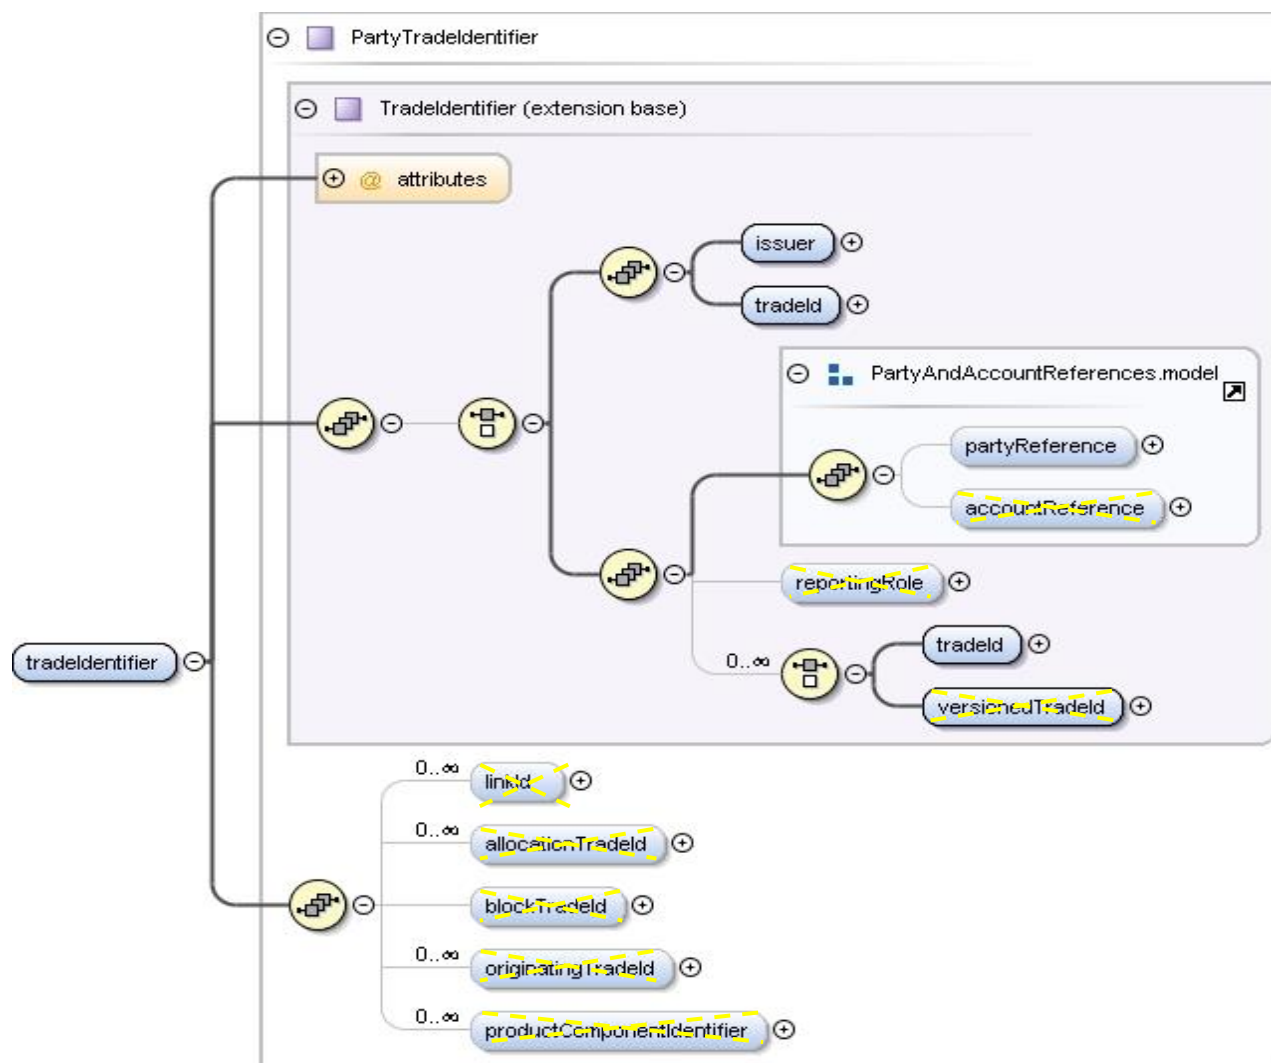 PartyTradeIdentifier
TradeIdentifier (extension base)
@ attributes
issuer
tradeId
PartyAndAccountReferences.model
partyReference
accountReference
reportingRole
0..∞
tradeId
versionedTradeId
tradeIdentifier
0..∞
linkId
0..∞
allocationTradeId
blockTradeId
0..∞
originatingTradeId
0..∞
productComponentIdentifier